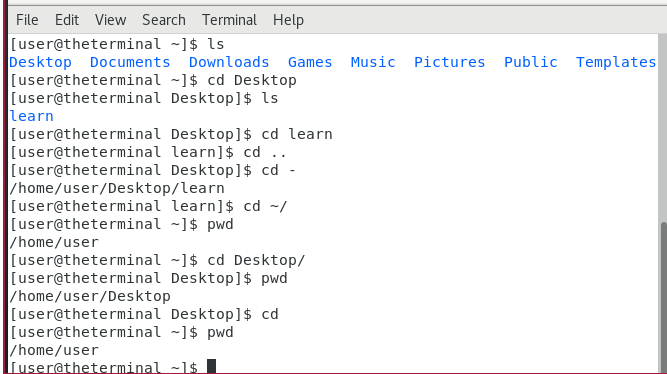 File Edit View Search Terminal Help
[user@theterminal ~]$ ls
Desktop  Documents  Downloads  Games  Music  Pictures  Public  Templates
[user@theterminal ~]$ cd Desktop
[user@theterminal Desktop]$ ls
learn
[user@theterminal Desktop]$ cd learn
[user@theterminal learn]$ cd ..
[user@theterminal Desktop]$ cd -
/home/user/Desktop/learn
[user@theterminal learn]$ cd ~/
[user@theterminal ~]$ pwd
/home/user
[user@theterminal ~]$ cd Desktop/
[user@theterminal Desktop]$ pwd
/home/user/Desktop
[user@theterminal Desktop]$ cd
[user@theterminal ~]$ pwd
/home/user
[user@theterminal ~]$